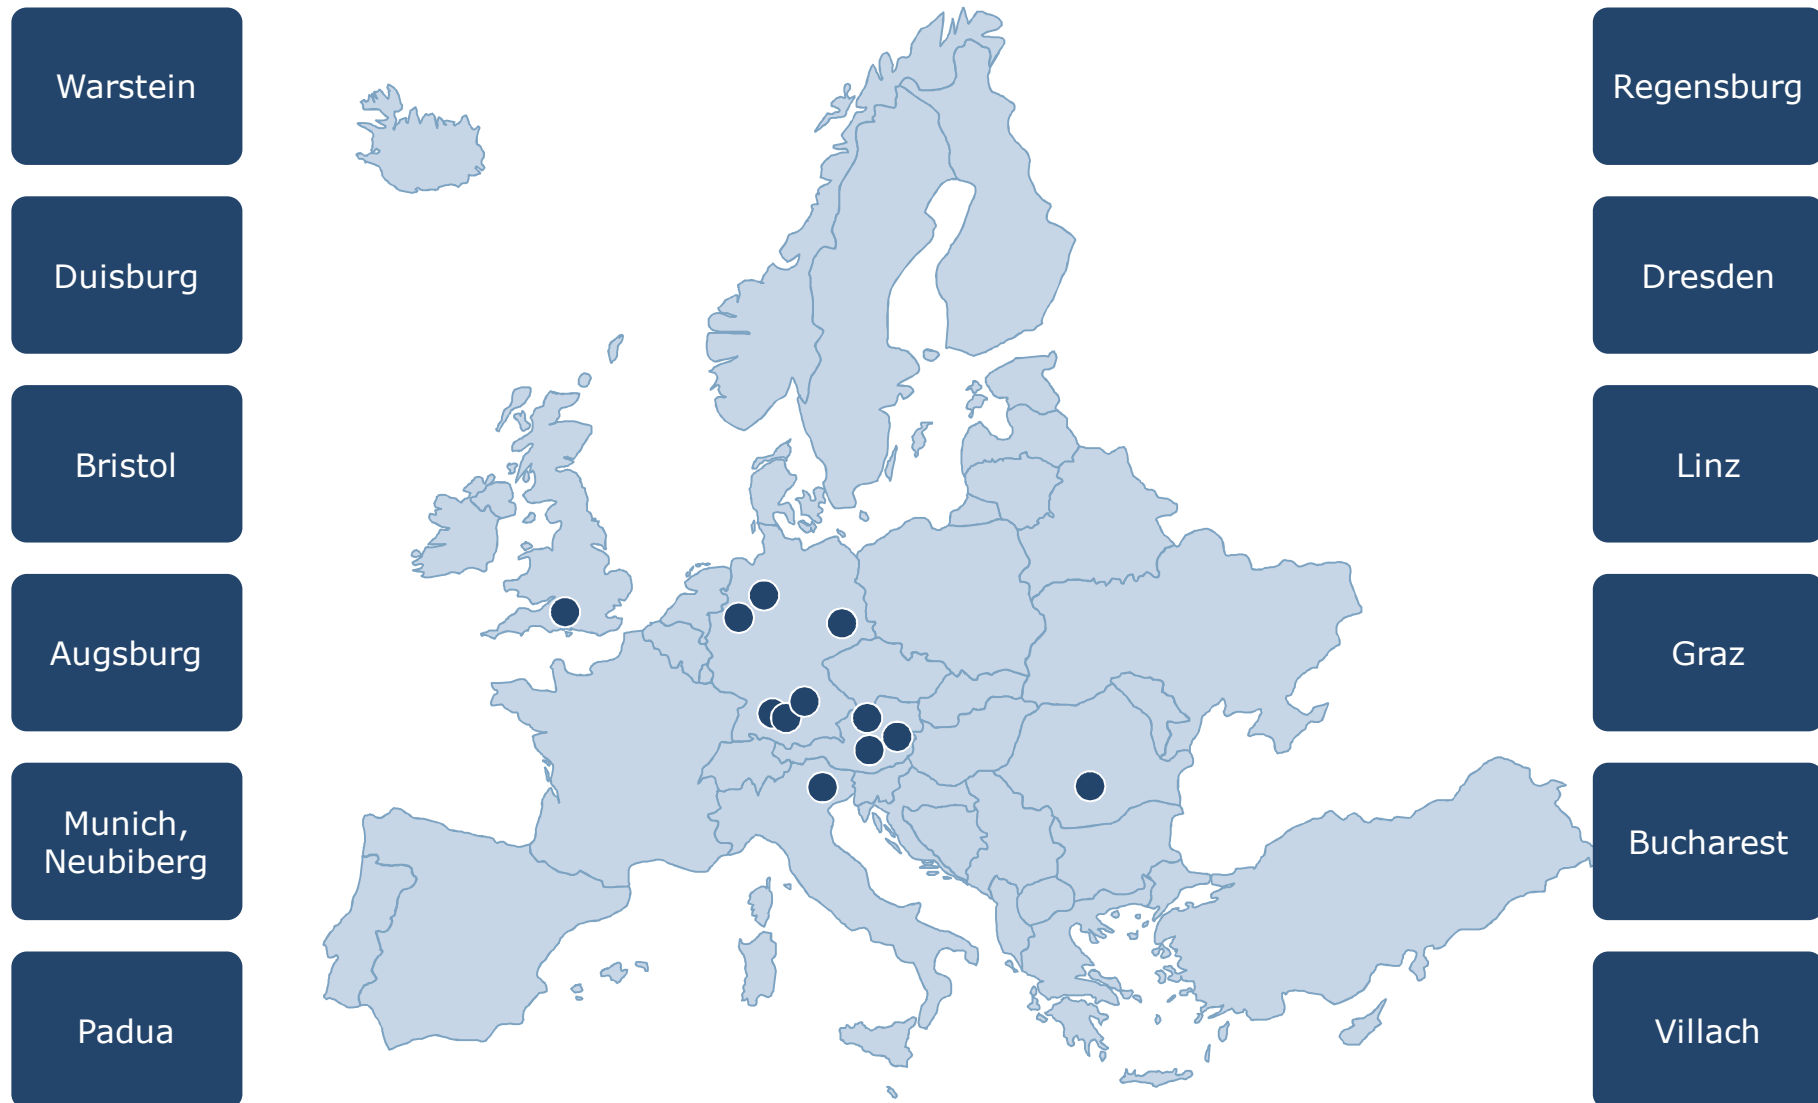 Warstein
Duisburg
Bristol
Augsburg
Munich,
Neubiberg
Padua
Regensburg
Dresden
Linz
Graz
Bucharest
Villach